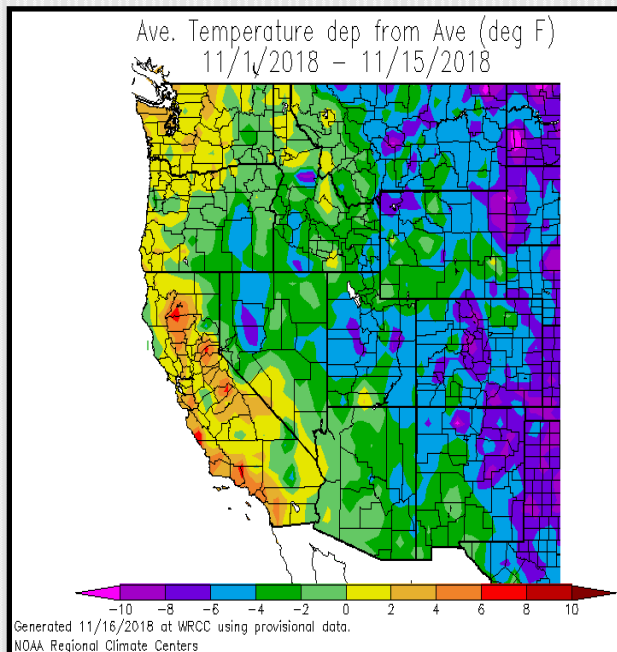 Ave. Temperature dep from Ave (deg F)
11/1/2018 – 11/15/2018
-10 -8 -6 -4 -2 0 2 4 6 8 10
Generated 11/16/2018 at WRCC using provisional data.
NOAA Regional Climate Centers